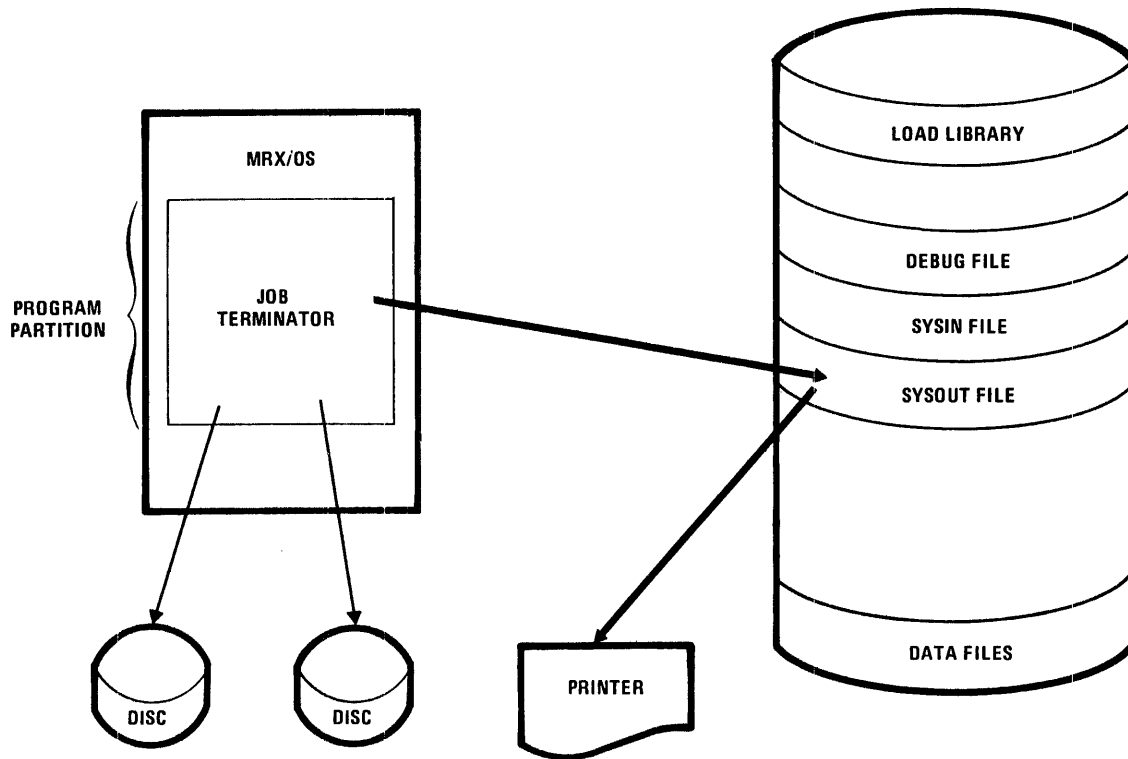 MRX/OS
PROGRAM
PARTITION
JOB
TERMINATOR
LOAD LIBRARY
DEBUG FILE
SYSIN FILE
SYSOUT FILE
DATA FILES
DISC
DISC
PRINTER